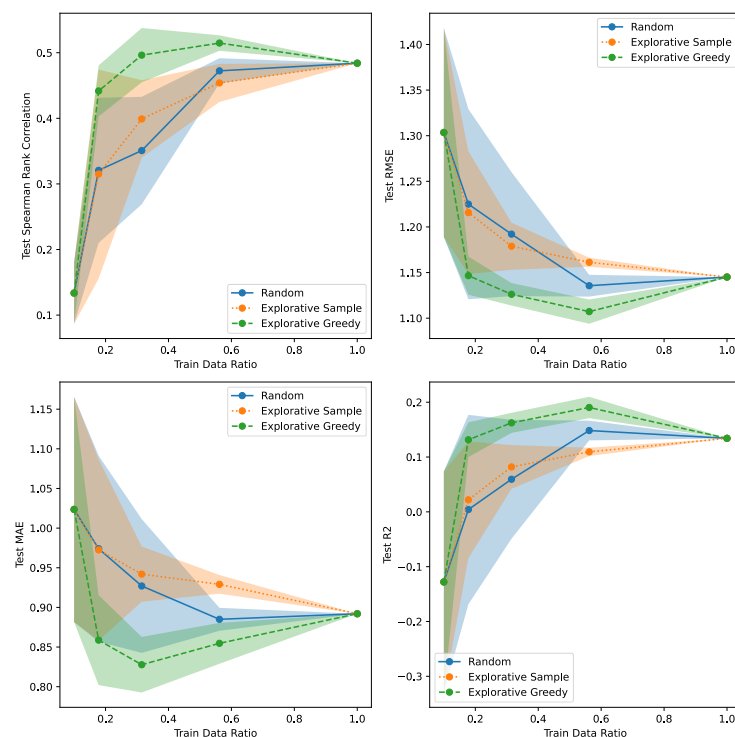 0.5
0.4
0.3
0.2
0.1
Test Spearman Rank Correlation
Random
Explorative Sample
Explorative Greedy
0.2 0.4 0.6 0.8 1.0
Train Data Ratio
1.40
1.35
1.30
1.25
1.20
1.15
1.10
Test RMSE
Random
Explorative Sample
Explorative Greedy
0.2 0.4 0.6 0.8 1.0
Train Data Ratio
1.15
1.10
1.05
1.00
0.95
0.90
0.85
0.80
Test MAE
Random
Explorative Sample
Explorative Greedy
0.2 0.4 0.6 0.8 1.0
Train Data Ratio
0.2
0.1
0.0
−0.1
−0.2
−0.3
Test R2
Random
Explorative Sample
Explorative Greedy
0.2 0.4 0.6 0.8 1.0
Train Data Ratio